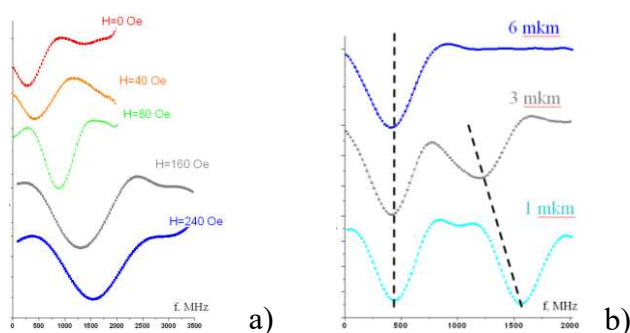 H=0 Oe
H=40 Oe
H=80 Oe
H=160 Oe
H=240 Oe
f, MHz
0 500 1000 1500 2000 2500 3000 3500
a)
6 mkm
3 mkm
1 mkm
f, MHz
0 500 1000 1500 2000
b)